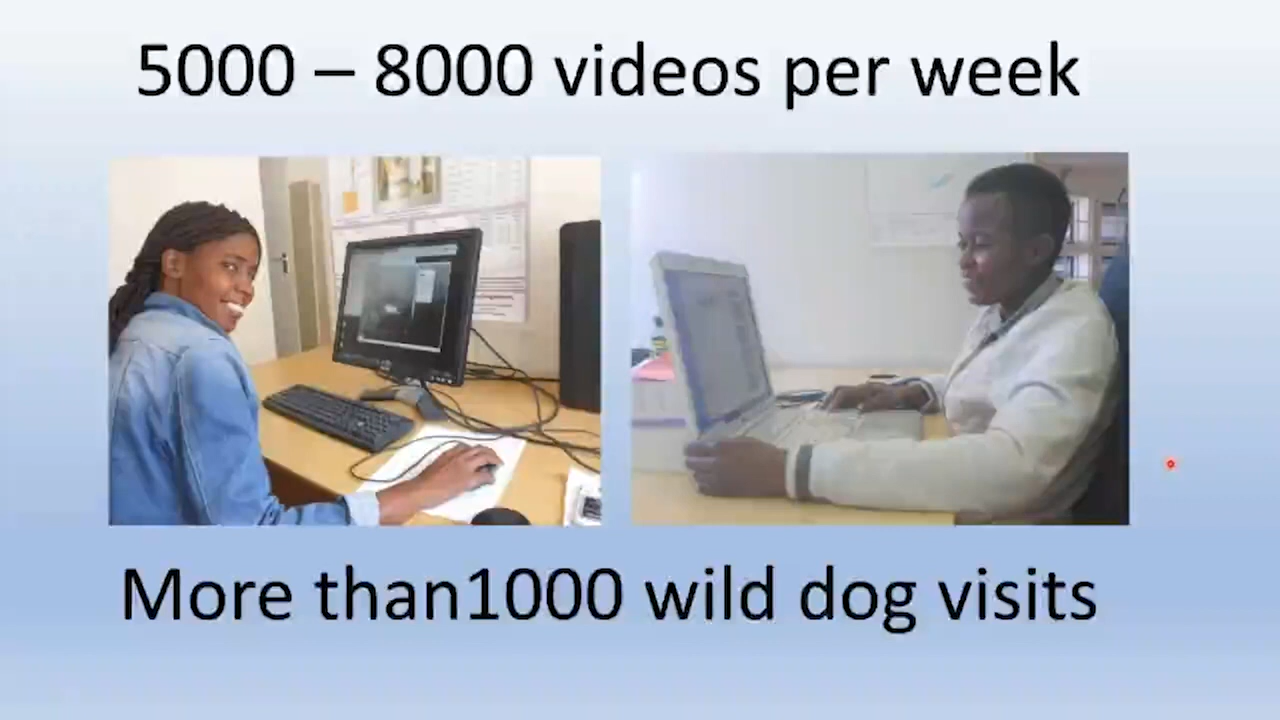 5000 – 8000 videos per week
More than1000 wild dog visits